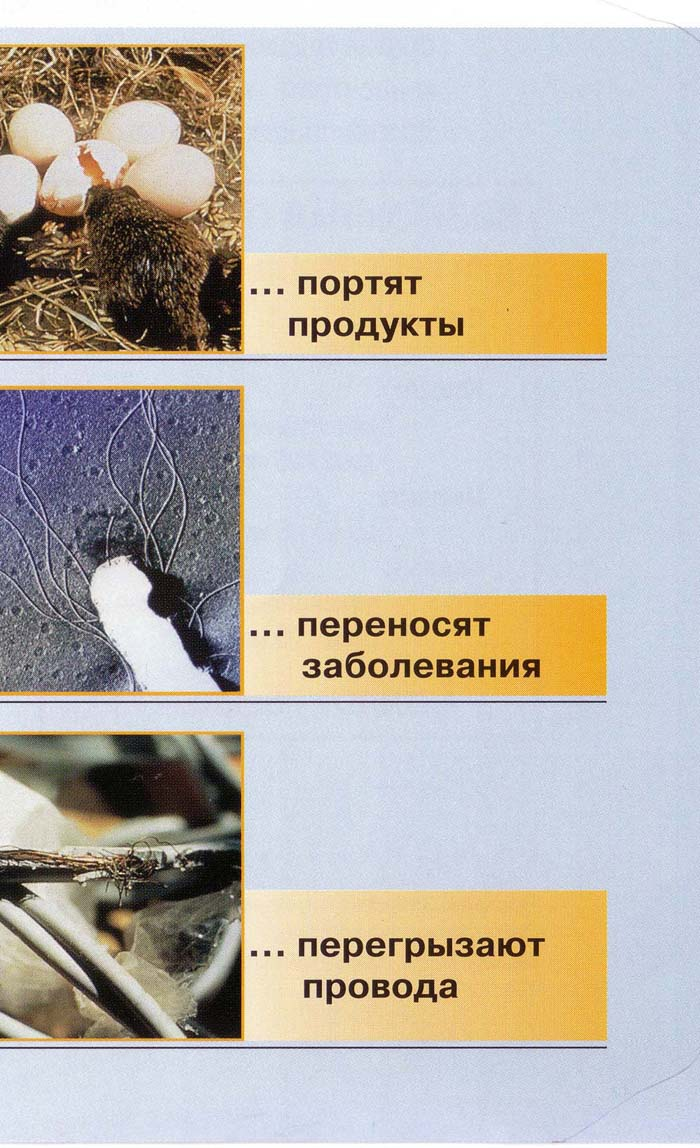 ... портят
продукты
... переносят
заболевания
... перегрызают
провода